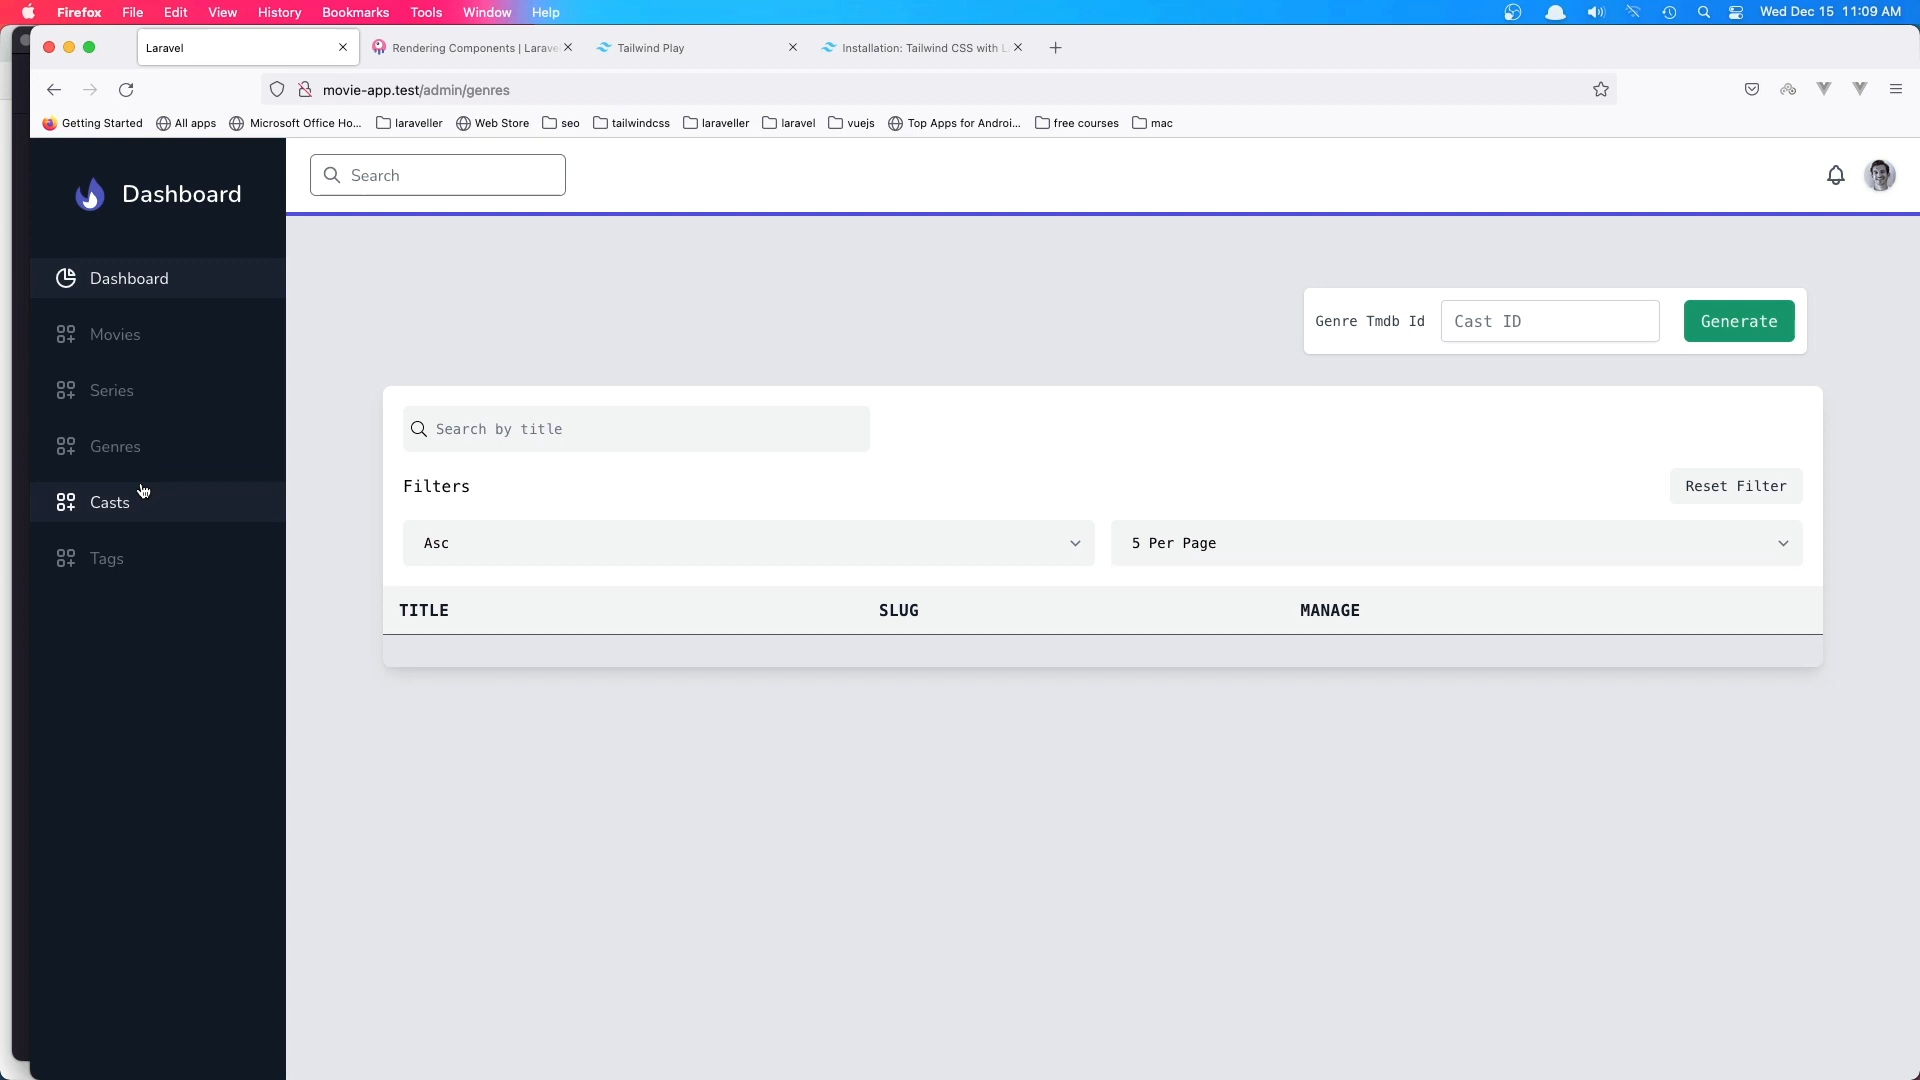 Firefox File Edit View History Bookmarks Tools Window Help Wed Dec 15 11:09 AM
Laravel Rendering Components | Larave Tailwind Play Installation: Tailwind CSS with L
movie-app.test/admin/genres
Getting Started All apps Microsoft Office Ho... laraveller Web Store seo tailwindcss laraveller laravel vuejs Top Apps for Androi... free courses mac
Dashboard
Search
Dashboard
Movies
Series
Genres
Casts
Tags
Genre Tmdb Id Cast ID Generate
Search by title
Filters Reset Filter
Asc 5 Per Page
TITLE SLUG MANAGE